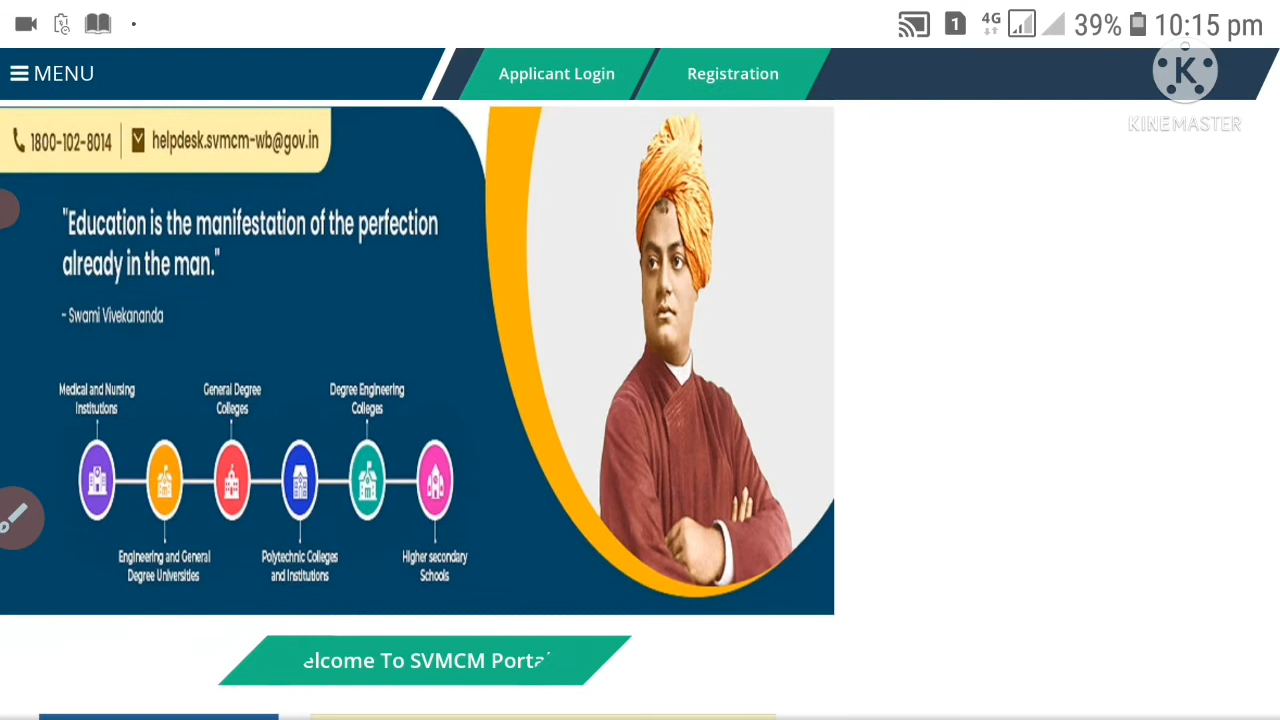 1 4G 39% 10:15 pm
MENU
Applicant Login
Registration
K
KINEMASTER
1800-102-8014
helpdesk.svmcm-wb@gov.in
"Education is the manifestation of the perfection
already in the man."
- Swami Vivekananda
Medical and Nursing
Institutions
General Degree
Colleges
Degree Engineering
Colleges
Engineering and General
Degree Universities
Polytechnic Colleges
and Institutions
Higher secondary
Schools
elcome To SVMCM Portal